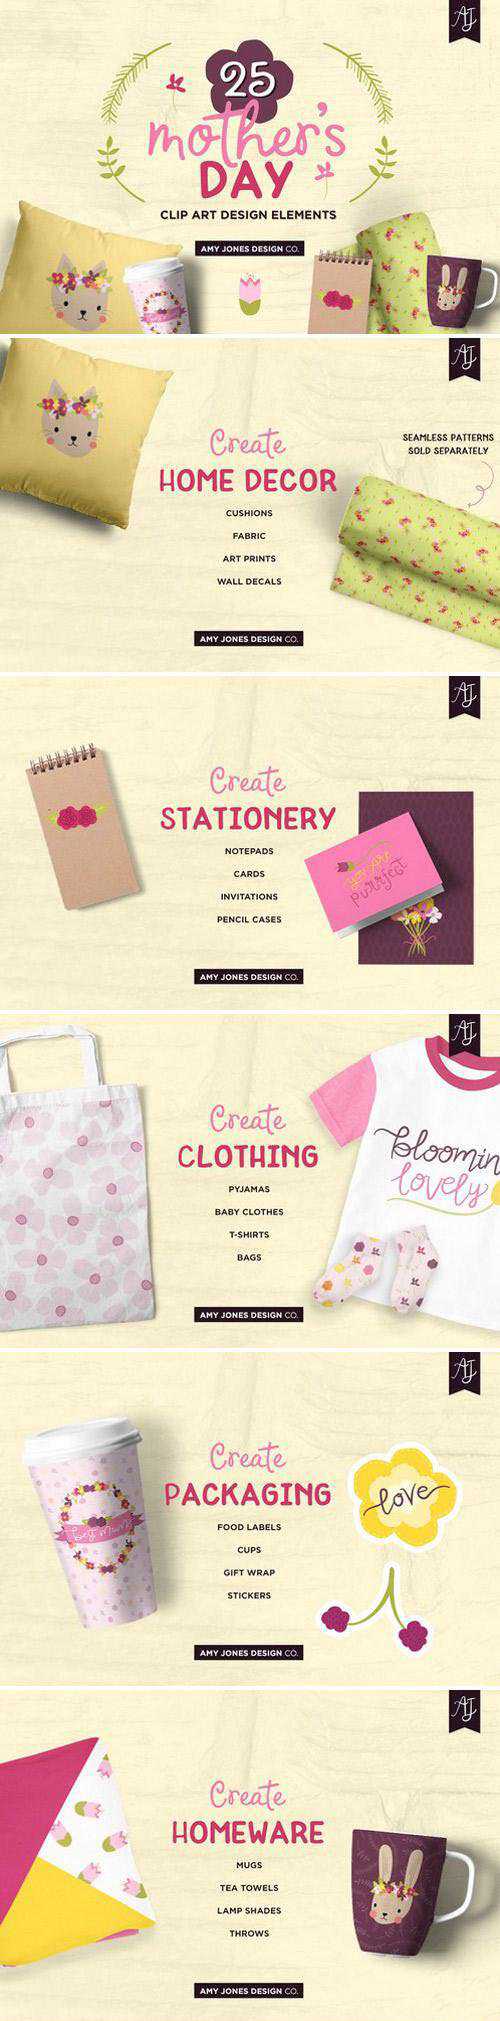 AJ
25
mother's
DAY
CLIP ART DESIGN ELEMENTS
AMY JONES DESIGN CO.
AJ
Create
HOME DECOR
CUSHIONS
FABRIC
ART PRINTS
WALL DECALS
SEAMLESS PATTERNS
SOLD SEPARATELY
AMY JONES DESIGN CO.
AJ
Create
STATIONERY
NOTEPADS
CARDS
INVITATIONS
PENCIL CASES
you are
purrfect
AMY JONES DESIGN CO.
AJ
Create
CLOTHING
PYJAMAS
BABY CLOTHES
T-SHIRTS
BAGS
bloomin
lovely
AMY JONES DESIGN CO.
AJ
Create
PACKAGING
FOOD LABELS
CUPS
GIFT WRAP
STICKERS
best mum
love
AMY JONES DESIGN CO.
AJ
Create
HOMEWARE
MUGS
TEA TOWELS
LAMP SHADES
THROWS
AMY JONES DESIGN CO.